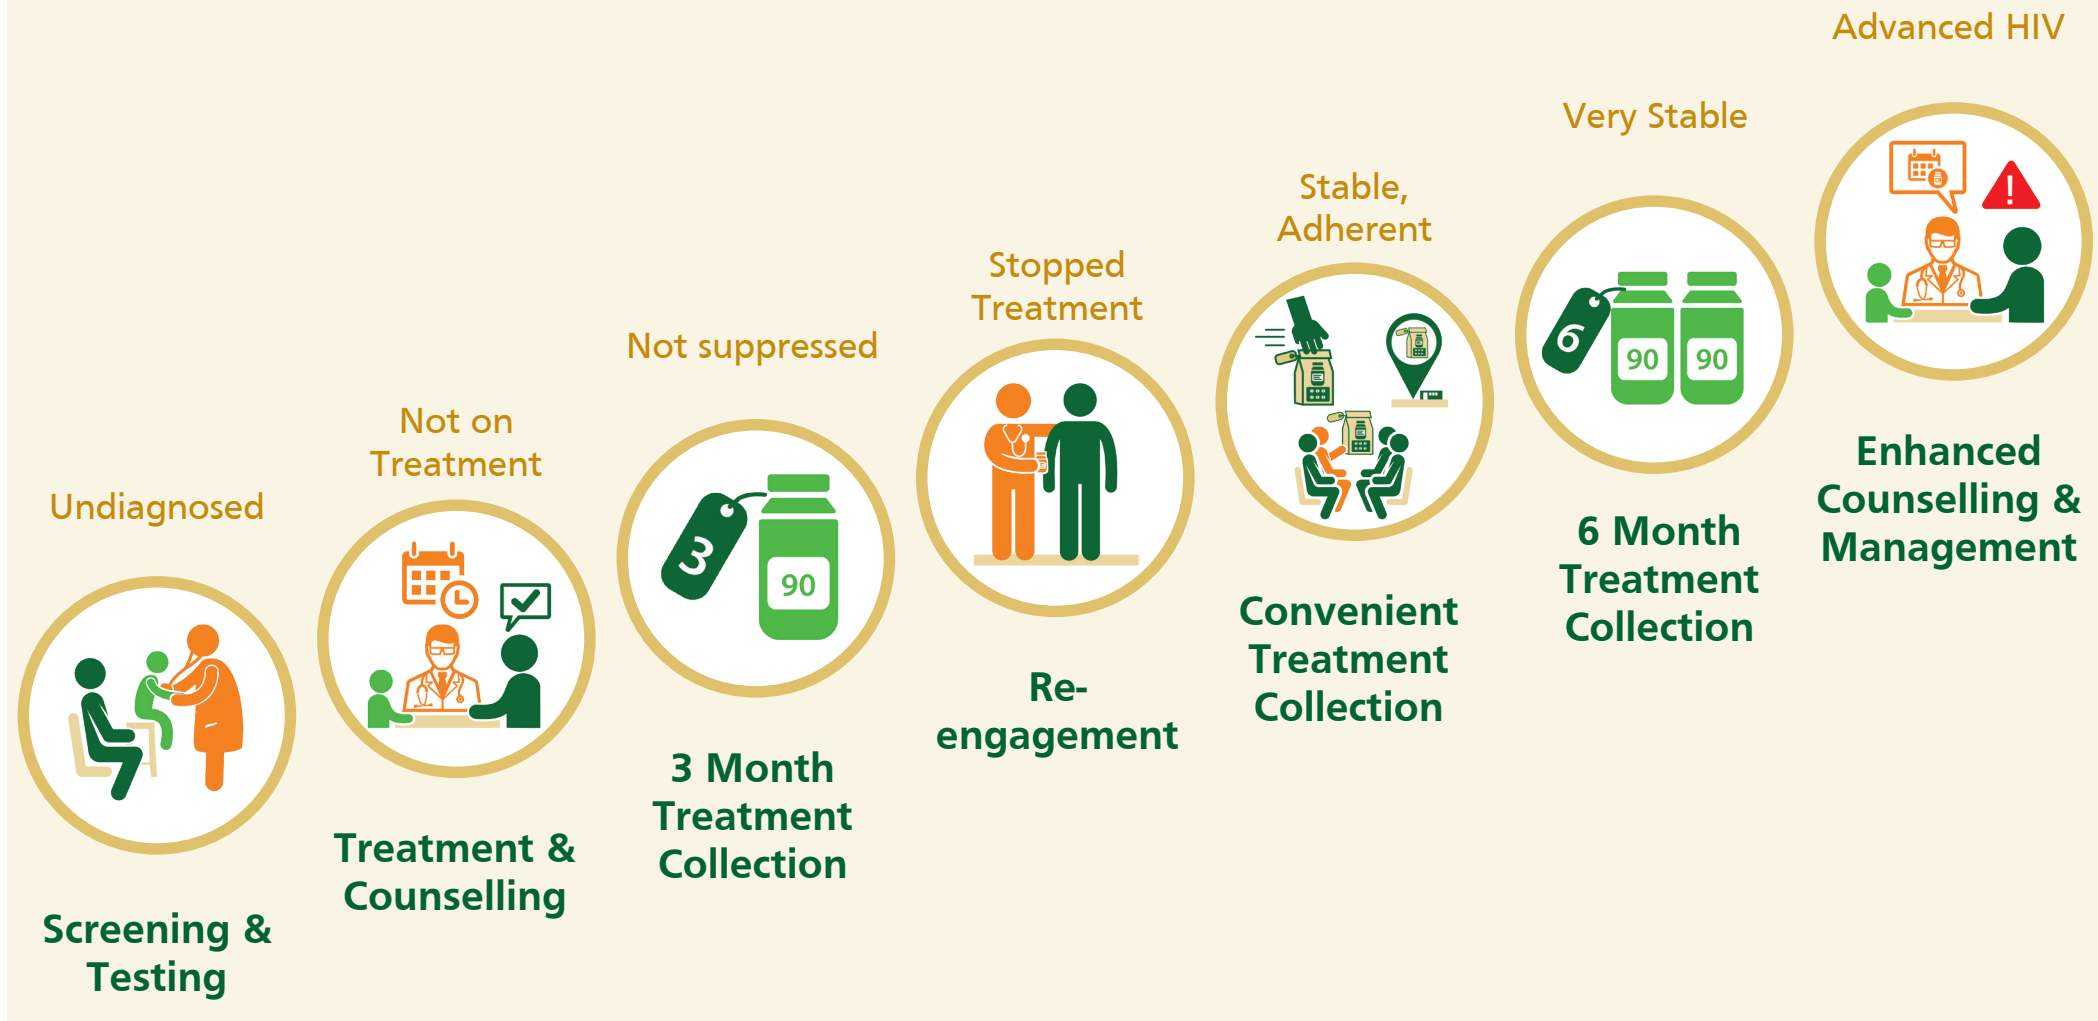 Undiagnosed
Screening &
Testing
Not on
Treatment
Treatment &
Counselling
Not suppressed
3
90
3 Month
Treatment
Collection
Stopped
Treatment
Re-
engagement
Stable,
Adherent
Convenient
Treatment
Collection
Very Stable
6
90 90
6 Month
Treatment
Collection
Advanced HIV
!
Enhanced
Counselling &
Management